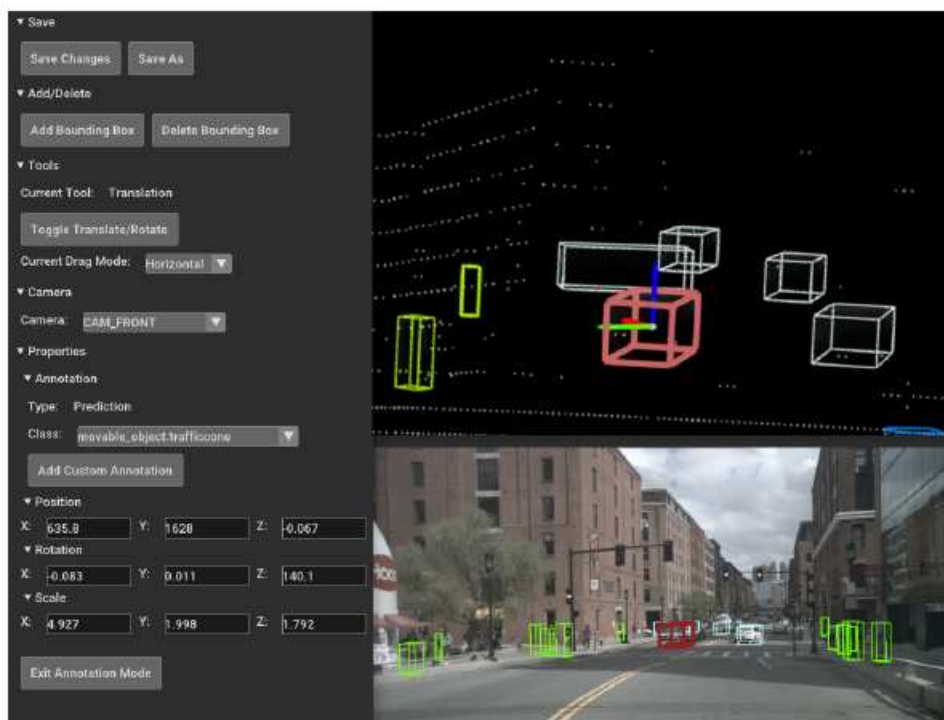 Save
Save Changes Save As
Add/Delete
Add Bounding Box Delete Bounding Box
Tools
Current Tool: Translation
Toggle Translate/Rotate
Current Drag Mode: Horizontal
Camera
Camera: CAM_FRONT
Properties
Annotation
Type: Prediction
Class: movable_object.trafficcone
Add Custom Annotation
Position
X: 635.8 Y: 1628 Z: -0.067
Rotation
X: -0.083 Y: 0.011 Z: 140.1
Scale
X: 4.927 Y: 1.998 Z: 1.792
Exit Annotation Mode